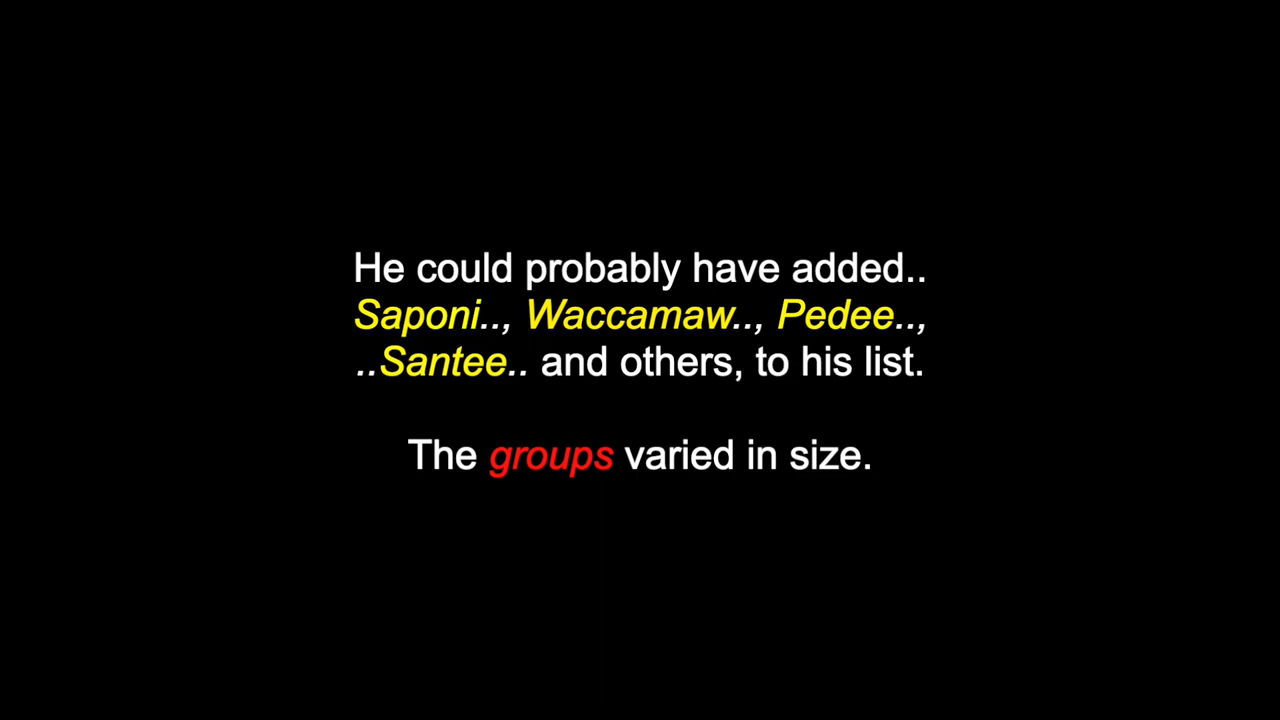 He could probably have added..
Saponi.., Waccamaw.., Pedee..,
..Santee.. and others, to his list.
The groups varied in size.